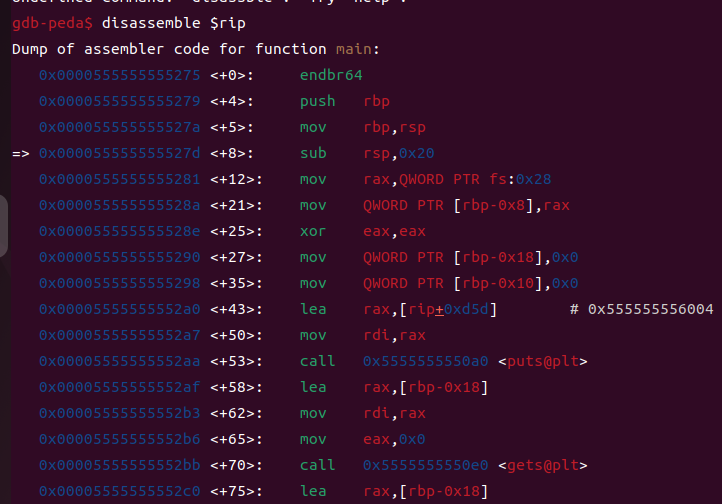 gdb-peda$ disassemble $rip
Dump of assembler code for function main:
   0x0000555555555275 <+0>:     endbr64
   0x0000555555555279 <+4>:     push   rbp
   0x000055555555527a <+5>:     mov    rbp,rsp
=> 0x000055555555527d <+8>:     sub    rsp,0x20
   0x0000555555555281 <+12>:    mov    rax,QWORD PTR fs:0x28
   0x000055555555528a <+21>:    mov    QWORD PTR [rbp-0x8],rax
   0x000055555555528e <+25>:    xor    eax,eax
   0x0000555555555290 <+27>:    mov    QWORD PTR [rbp-0x18],0x0
   0x0000555555555298 <+35>:    mov    QWORD PTR [rbp-0x10],0x0
   0x00005555555552a0 <+43>:    lea    rax,[rip+0xd5d]        # 0x555555556004
   0x00005555555552a7 <+50>:    mov    rdi,rax
   0x00005555555552aa <+53>:    call   0x5555555550a0 <puts@plt>
   0x00005555555552af <+58>:    lea    rax,[rbp-0x18]
   0x00005555555552b3 <+62>:    mov    rdi,rax
   0x00005555555552b6 <+65>:    mov    eax,0x0
   0x00005555555552bb <+70>:    call   0x5555555550e0 <gets@plt>
   0x00005555555552c0 <+75>:    lea    rax,[rbp-0x18]